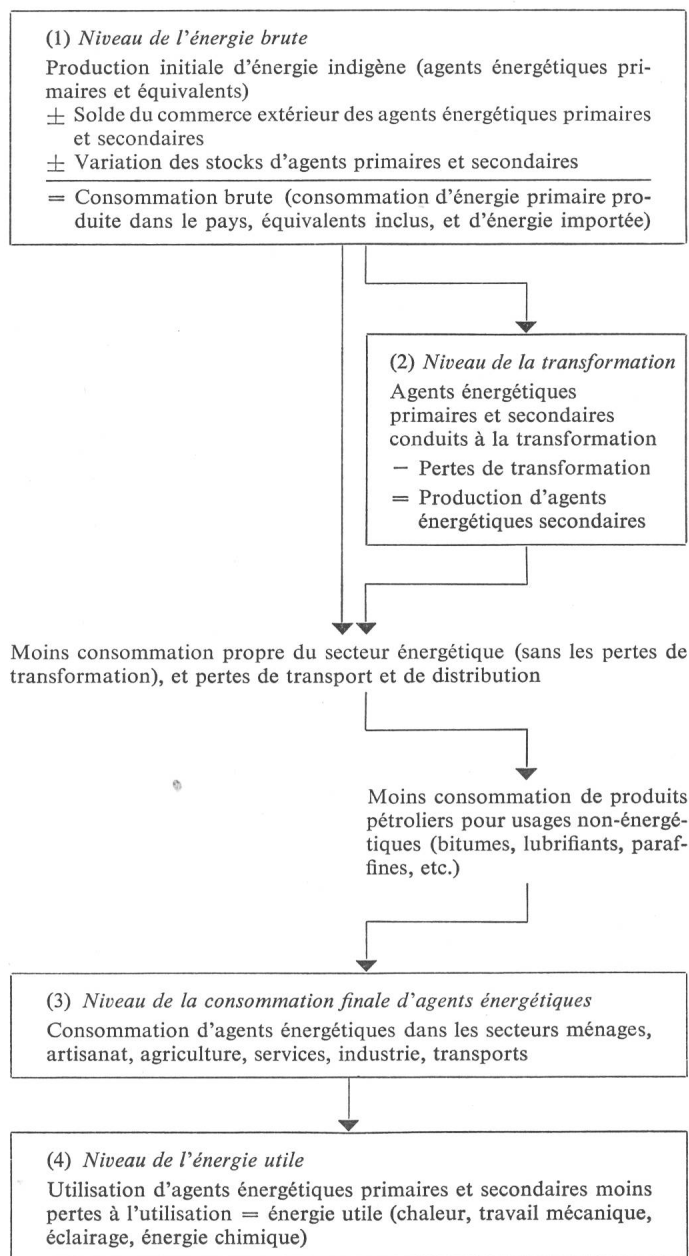 (1) Niveau de l'énergie brute
Production initiale d'énergie indigène (agents énergétiques pri-
maires et équivalents)
± Solde du commerce extérieur des agents énergétiques primaires
et secondaires
± Variation des stocks d'agents primaires et secondaires
= Consommation brute (consommation d'énergie primaire pro-
duite dans le pays, équivalents inclus, et d'énergie importée)
(2) Niveau de la transformation
Agents énergétiques
primaires et secondaires
conduits à la transformation
− Pertes de transformation
= Production d'agents
énergétiques secondaires
Moins consommation propre du secteur énergétique (sans les pertes de
transformation), et pertes de transport et de distribution
Moins consommation de produits
pétroliers pour usages non-énergé-
tiques (bitumes, lubrifiants, paraf-
fines, etc.)
(3) Niveau de la consommation finale d'agents énergétiques
Consommation d'agents énergétiques dans les secteurs ménages,
artisanat, agriculture, services, industrie, transports
(4) Niveau de l'énergie utile
Utilisation d'agents énergétiques primaires et secondaires moins
pertes à l'utilisation = énergie utile (chaleur, travail mécanique,
éclairage, énergie chimique)